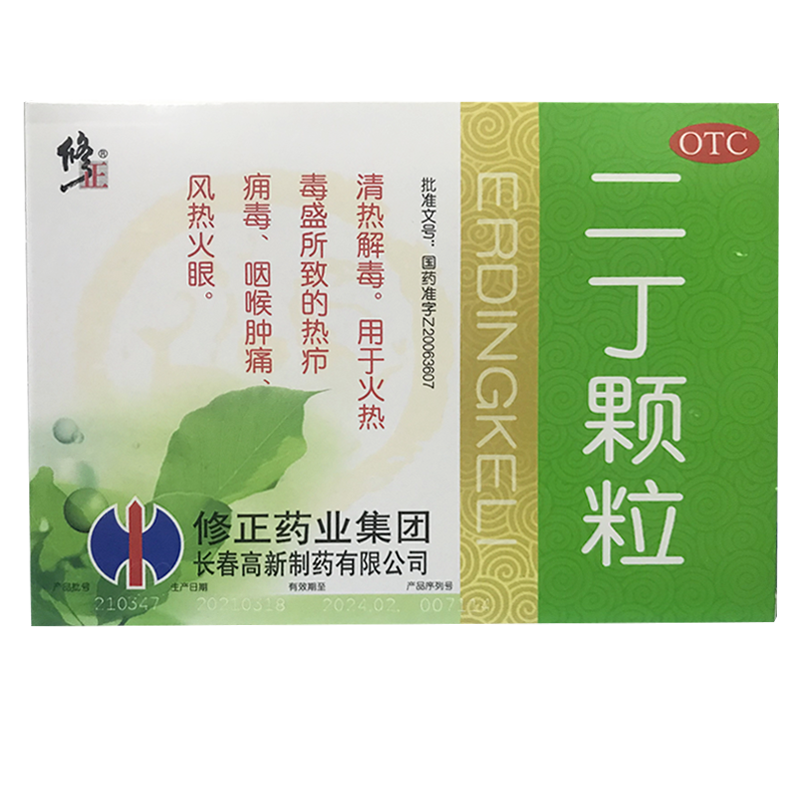 修正®
OTC
二丁颗粒
ERDINGKELI
批准文号：国药准字Z20063607
清热解毒。用于火热
毒盛所致的热疖
痈毒、咽喉肿痛、
风热火眼。
修正药业集团
长春高新制药有限公司
产品批号 生产日期 有效期至 产品序列号
210347 20210318 2024.02.